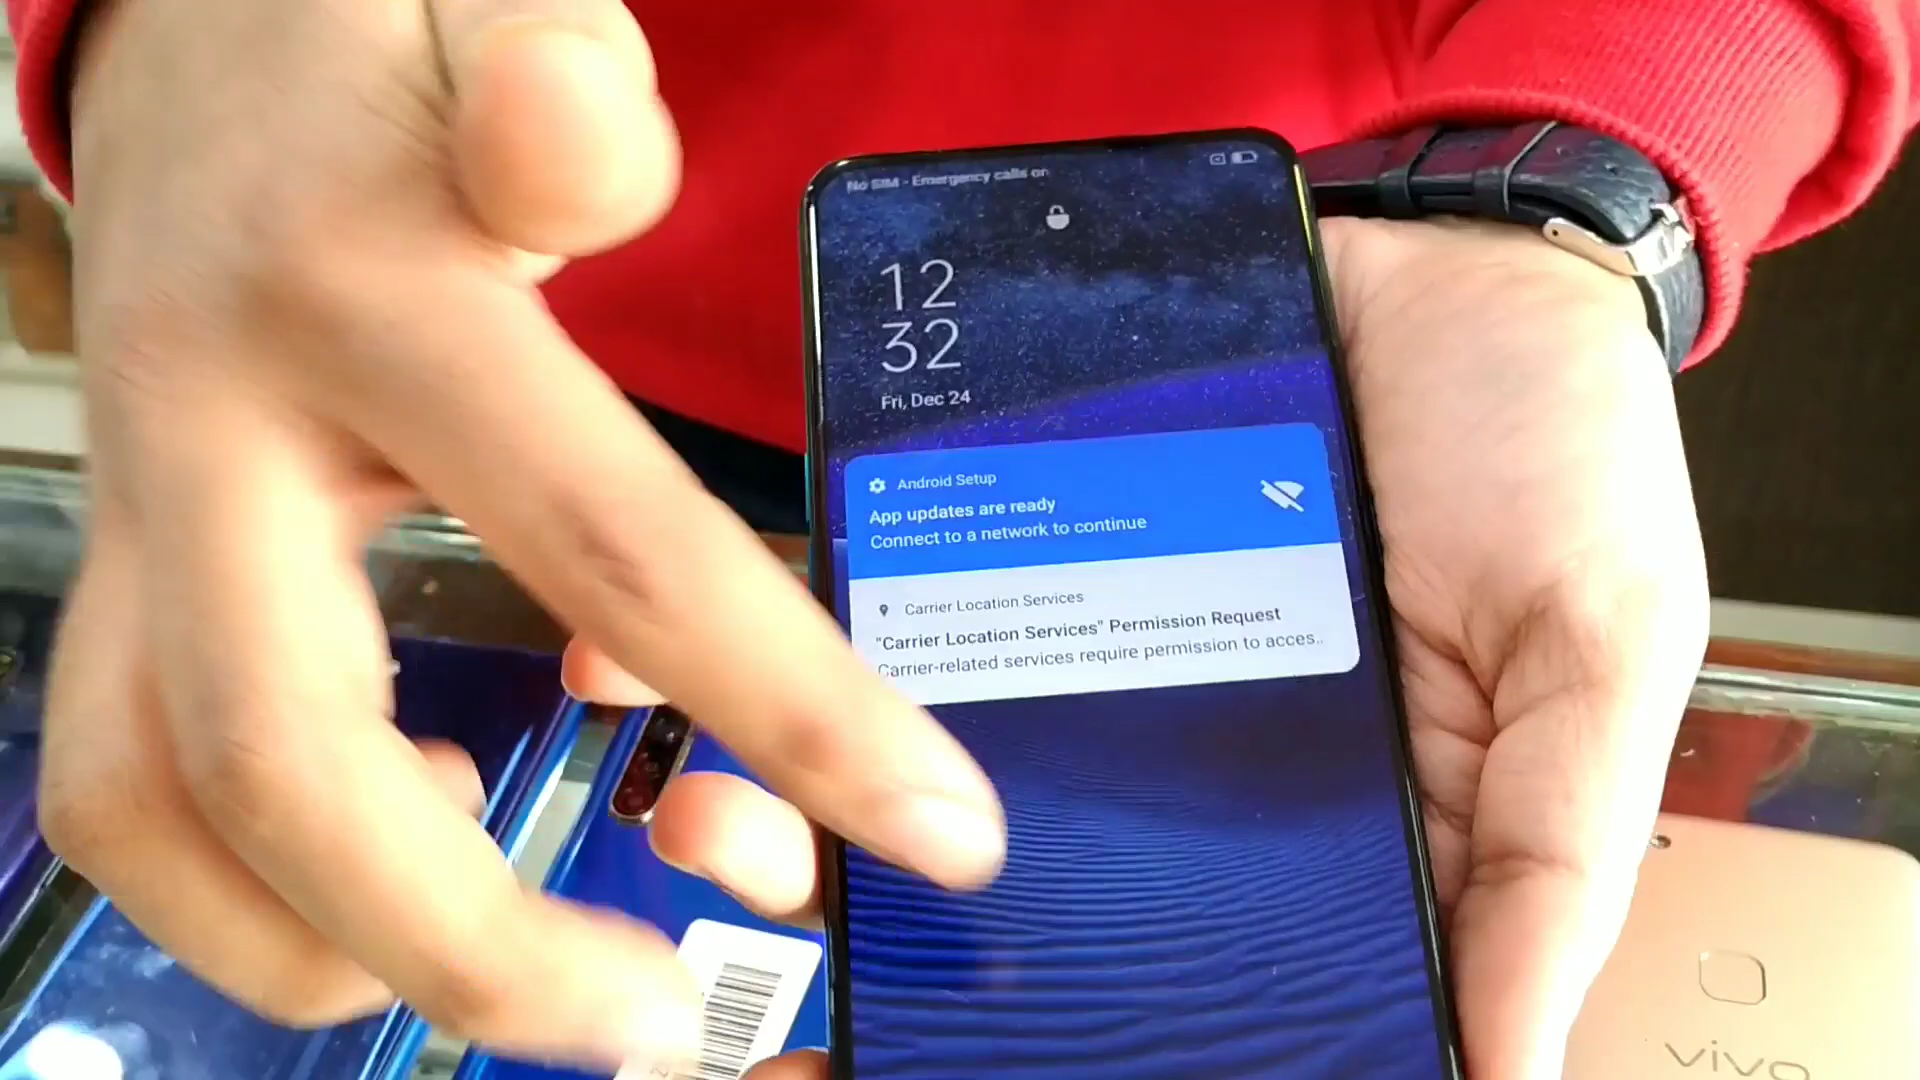 No SIM - Emergency calls on
12
32
Fri, Dec 24
Android Setup
App updates are ready
Connect to a network to continue
Carrier Location Services
"Carrier Location Services" Permission Request
Carrier-related services require permission to acces..
vivo